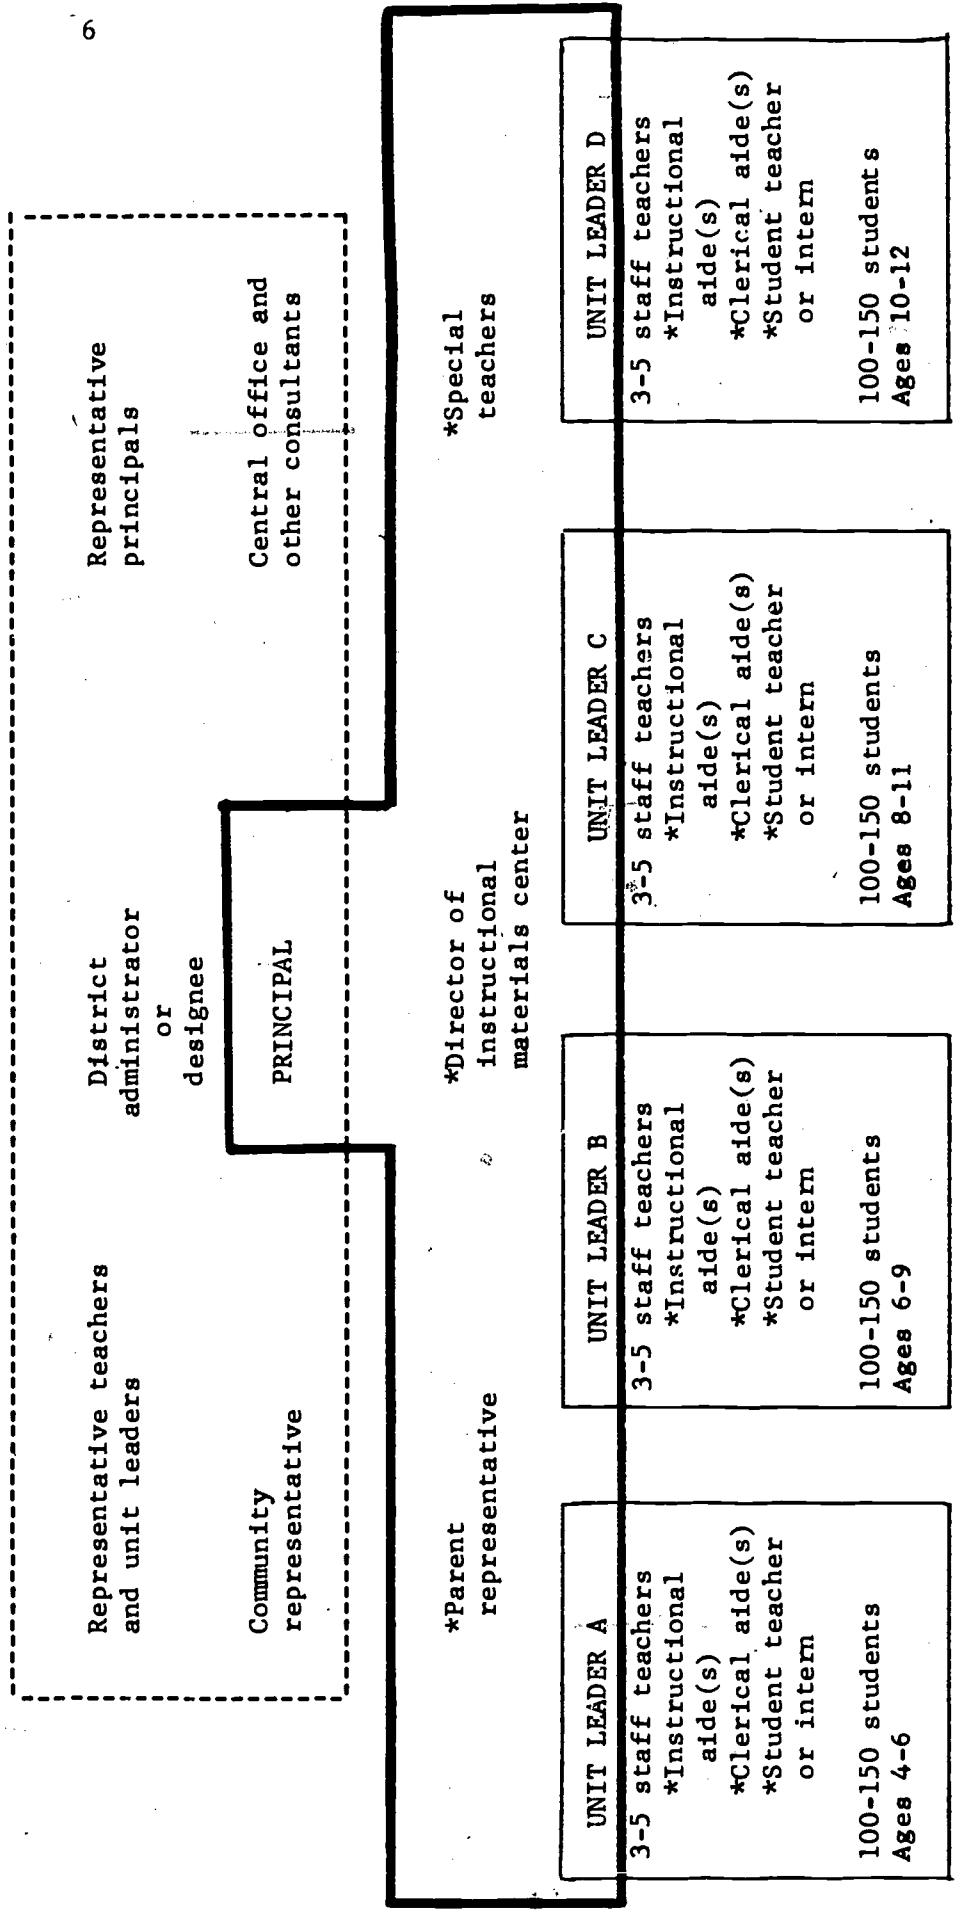 6
Representative teachers
and unit leaders
District
administrator
or
designee
Representative
principals
Community
representative
PRINCIPAL
Central office and
other consultants
*Parent
representative
*Director of
instructional
materials center
*Special
teachers
UNIT LEADER A
3-5 staff teachers
*Instructional
aide(s)
*Clerical aide(s)
*Student teacher
or intern
100-150 students
Ages 4-6
UNIT LEADER B
3-5 staff teachers
*Instructional
aide(s)
*Clerical aide(s)
*Student teacher
or intern
100-150 students
Ages 6-9
UNIT LEADER C
3-5 staff teachers
*Instructional
aide(s)
*Clerical aide(s)
*Student teacher
or intern
100-150 students
Ages 8-11
UNIT LEADER D
3-5 staff teachers
*Instructional
aide(s)
*Clerical aide(s)
*Student teacher
or intern
100-150 students
Ages 10-12